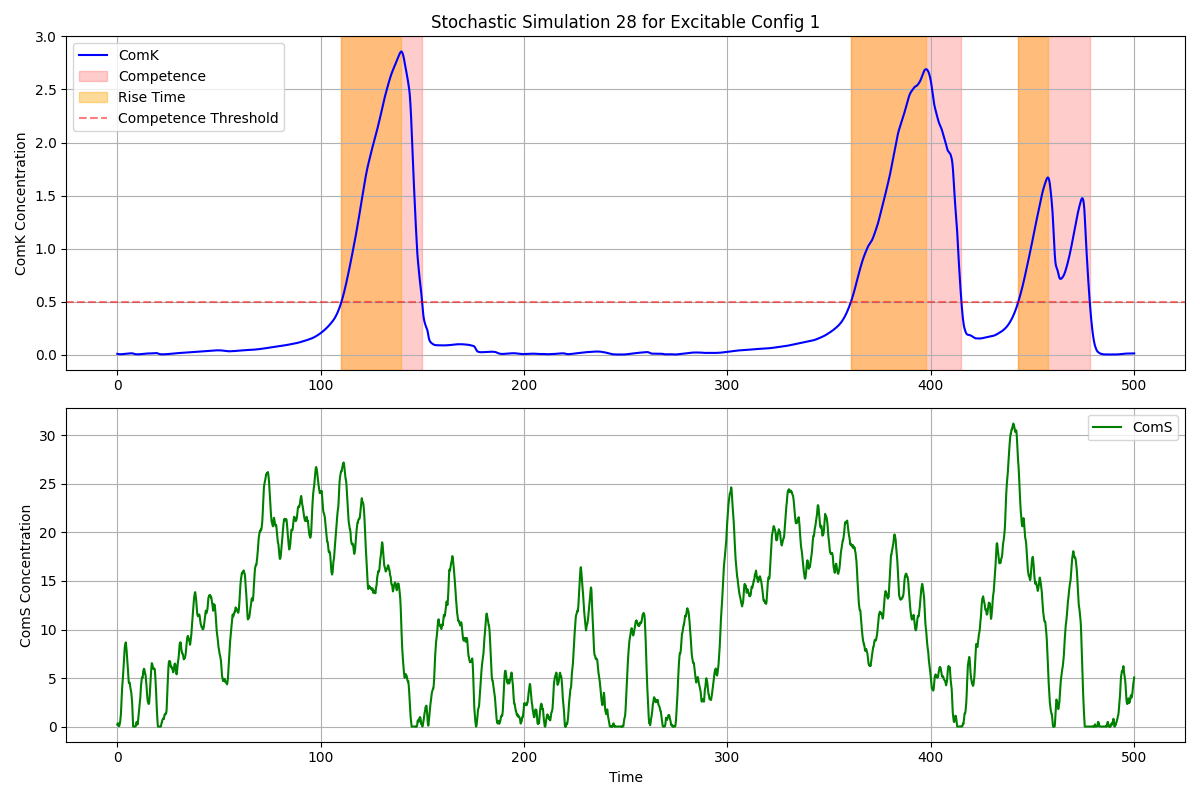 Stochastic Simulation 28 for Excitable Config 1
ComK Concentration
3.0
2.5
2.0
1.5
1.0
0.5
0.0
ComK
Competence
Rise Time
Competence Threshold
0 100 200 300 400 500
ComS Concentration
30
25
20
15
10
5
0
ComS
0 100 200 300 400 500
Time